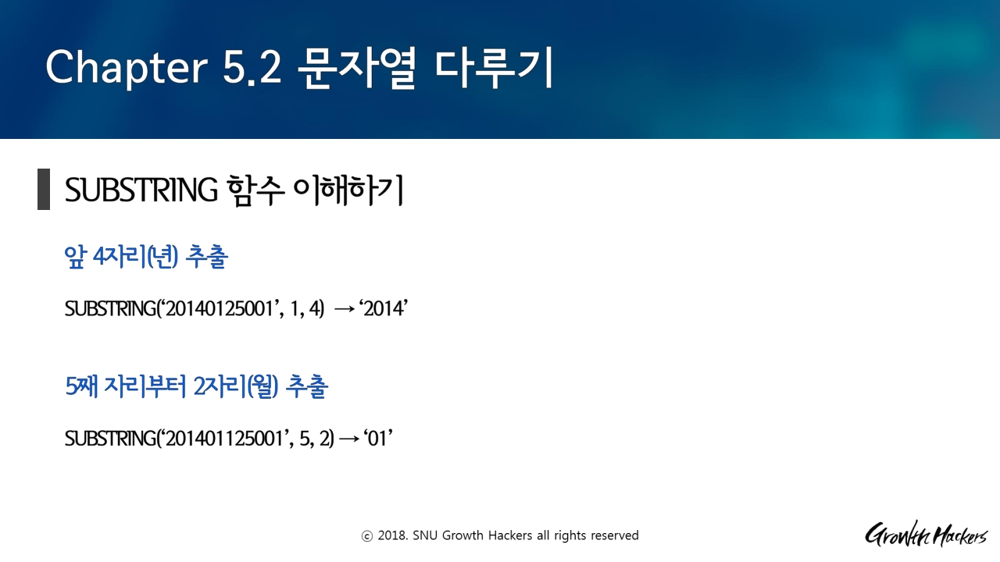 Chapter 5.2 문자열 다루기
SUBSTRING 함수 이해하기
앞 4자리(년) 추출
SUBSTRING(‘20140125001’, 1, 4) → ‘2014’
5째 자리부터 2자리(월) 추출
SUBSTRING(‘201401125001’, 5, 2) → ‘01’
ⓒ 2018. SNU Growth Hackers all rights reserved
Growth Hackers